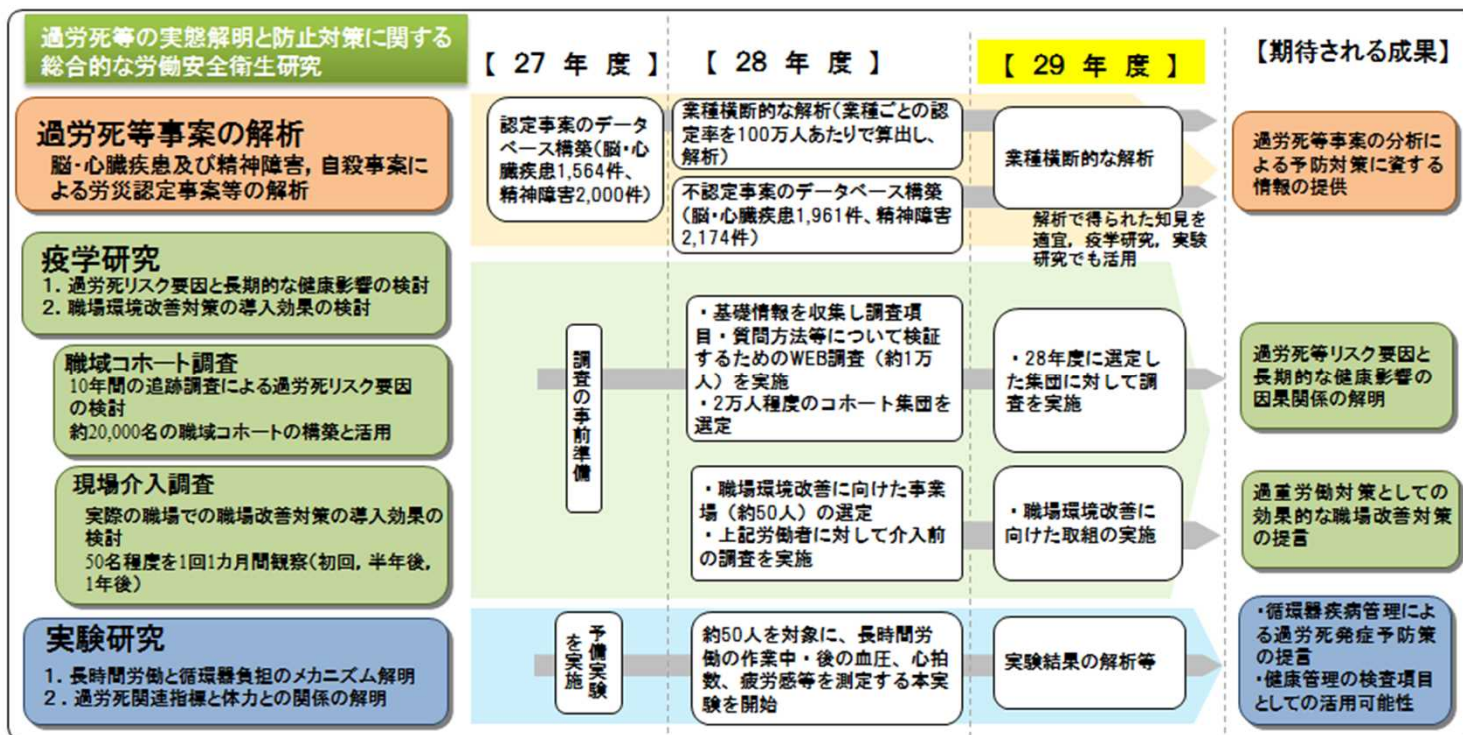 過労死等の実態解明と防止対策に関する
総合的な労働安全衛生研究
【 27 年 度 】
【 28 年 度 】
【 29 年 度 】
【期待される成果】
過労死等事案の解析
脳・心臓疾患及び精神障害, 自殺事案に
よる労災認定事案等の解析
認定事案のデータ
ベース構築(脳・心
臓疾患1,564件、
精神障害2,000件)
業種横断的な解析(業種ごとの認
定率を100万人あたりで算出し、
解析)
不認定事案のデータベース構築
(脳・心臓疾患1,961件、精神障害
2,174件)
業種横断的な解析
解析で得られた知見を
適宜, 疫学研究, 実験
研究でも活用
過労死等事案の分析に
よる予防対策に資する
情報の提供
疫学研究
1. 過労死リスク要因と長期的な健康影響の検討
2. 職場環境改善対策の導入効果の検討
職域コホート調査
10年間の追跡調査による過労死リスク要因
の検討
約20,000名の職域コホートの構築と活用
現場介入調査
実際の職場での職場改善対策の導入効果の
検討
50名程度を1回1カ月間観察(初回, 半年後,
1年後)
調査の事前準備
・基礎情報を収集し調査項
目・質問方法等について検証
するためのWEB調査（約1万
人）を実施
・2万人程度のコホート集団を
選定
・28年度に選定し
た集団に対して調
査を実施
過労死等リスク要因と
長期的な健康影響の
因果関係の解明
・職場環境改善に向けた事業
場（約50人）の選定
・上記労働者に対して介入前
の調査を実施
・職場環境改善に
向けた取組の実施
過重労働対策としての
効果的な職場改善対策
の提言
実験研究
1. 長時間労働と循環器負担のメカニズム解明
2. 過労死関連指標と体力との関係の解明
予備実験
を実施
約50人を対象に、長時間労
働の作業中・後の血圧、心拍
数、疲労感等を測定する本実
験を開始
実験結果の解析等
・循環器疾病管理によ
る過労死発症予防策
の提言
・健康管理の検査項目
としての活用可能性